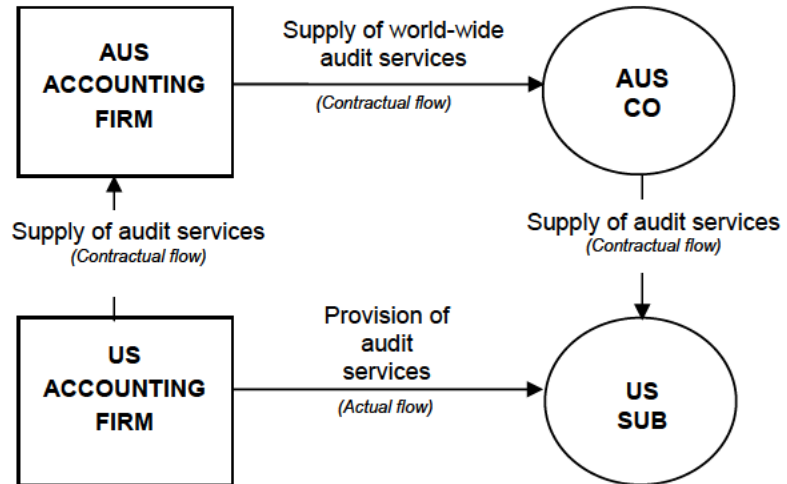 AUS
ACCOUNTING
FIRM
Supply of world-wide
audit services
(Contractual flow)
AUS
CO
Supply of audit services
(Contractual flow)
Supply of audit services
(Contractual flow)
US
ACCOUNTING
FIRM
Provision of
audit
services
(Actual flow)
US
SUB